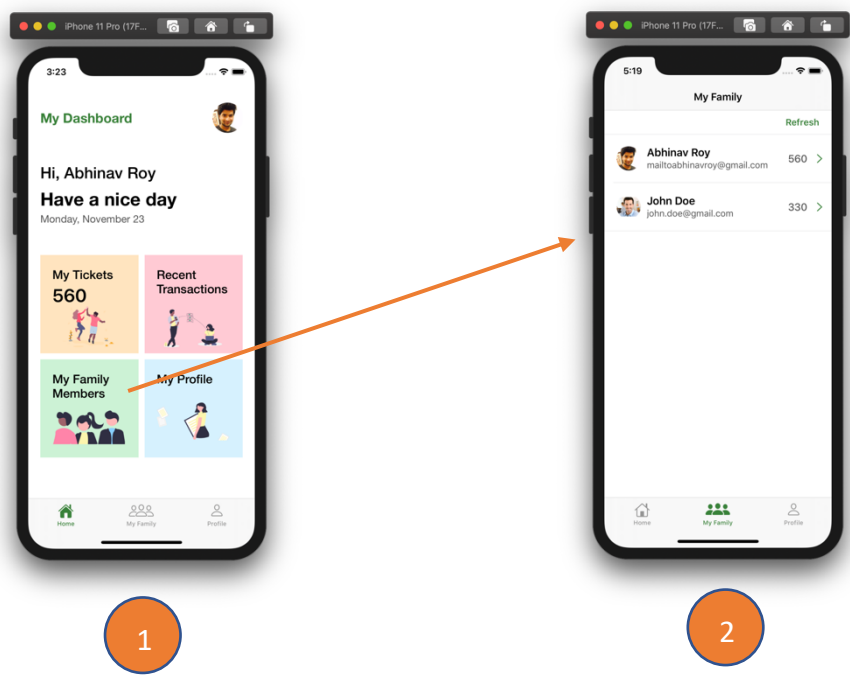 iPhone 11 Pro (17F...
3:23
My Dashboard
Hi, Abhinav Roy
Have a nice day
Monday, November 23
My Tickets
560
Recent
Transactions
My Family
Members
My Profile
Home
My Family
Profile
1
iPhone 11 Pro (17F...
5:19
My Family
Refresh
Abhinav Roy
mailtoabhinavroy@gmail.com
560
John Doe
john.doe@gmail.com
330
Home
My Family
Profile
2